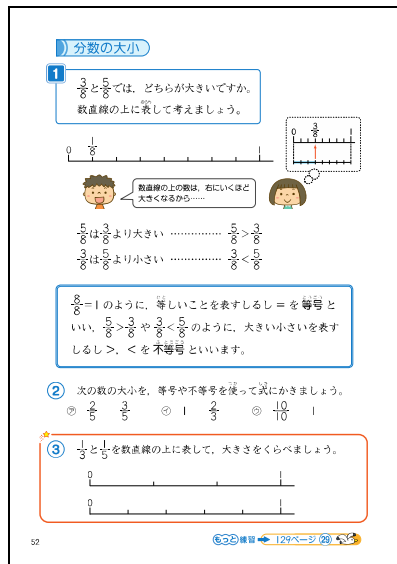 分数の大小
1
3/8と5/8では，どちらが大きいですか。
数直線の上に表して考えましょう。
あらわ
0 1/8 1
0 3/8 1
数直線の上の数は，右にいくほど
大きくなるから……
5/8は3/8より大きい …………… 5/8>3/8
3/8は5/8より小さい …………… 3/8<5/8
8/8=1のように，等しいことを表すしるし = を等号と
いい，5/8>3/8 や 3/8<5/8 のように，大きい小さいを表す
しるし >，< を不等号といいます。
② 次の数の大小を，等号や不等号を使って式にかきましょう。
㋐ 2/5 3/5 ㋑ 1 2/3 ㋒ 10/10 1
③ 1/3と1/5を数直線の上に表して，大きさをくらべましょう。
0 1
0 1
52
もっと練習 ➡ 129ページ ㉙